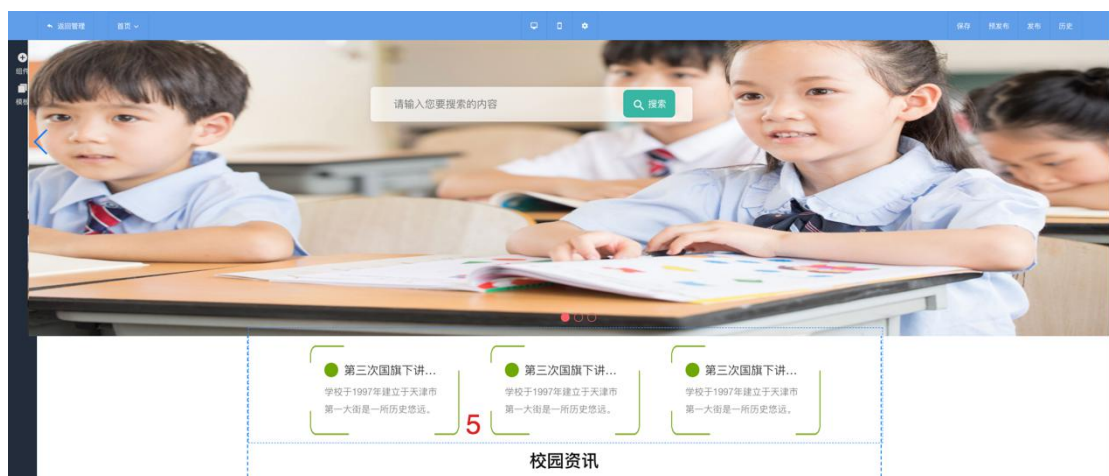 返回管理 首页
保存 预发布 发布 历史
组件
模板
请输入您要搜索的内容 搜索
第三次国旗下讲...
学校于1997年建立于天津市
第一大街是一所历史悠远。
第三次国旗下讲...
学校于1997年建立于天津市
第一大街是一所历史悠远。
第三次国旗下讲...
学校于1997年建立于天津市
第一大街是一所历史悠远。
5
校园资讯